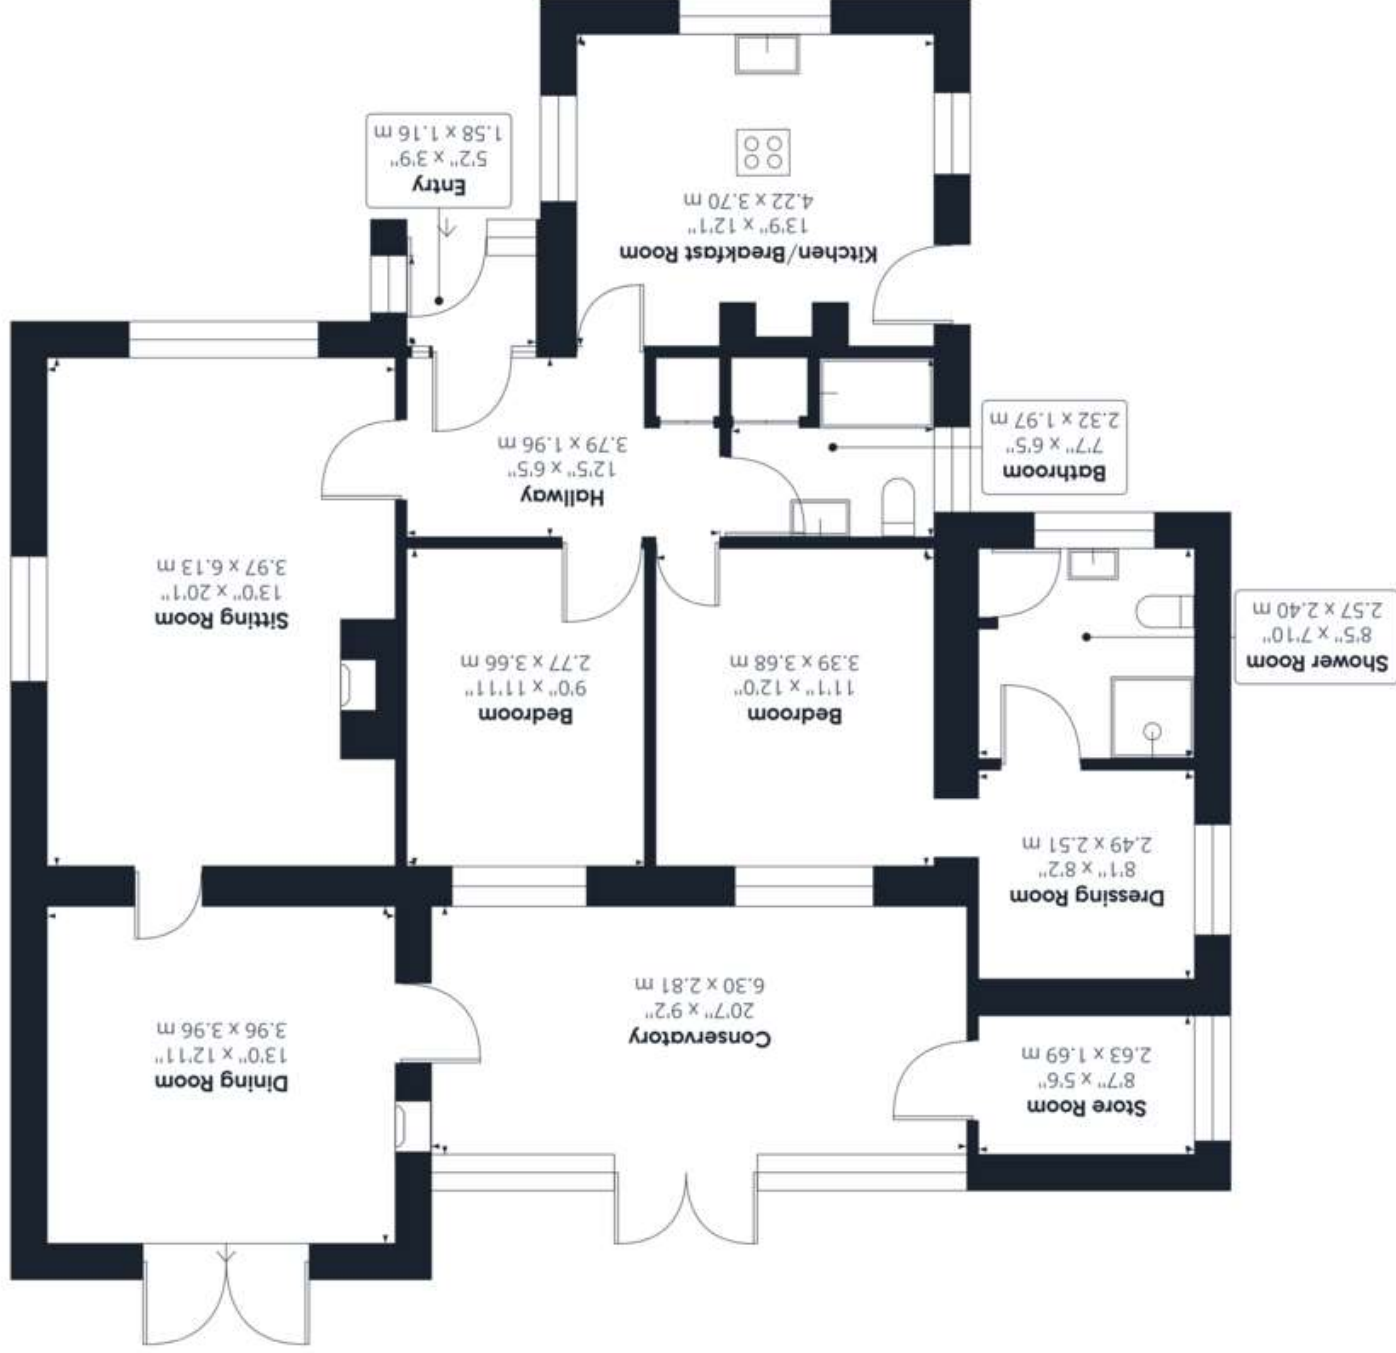 Store Room
8'7" x 5'6"
2.63 x 1.69 m
Conservatory
20'7" x 9'2"
6.30 x 2.81 m
Dining Room
13'0" x 12'11"
3.96 x 3.96 m
Dressing Room
8'1" x 8'2"
2.49 x 2.51 m
Shower Room
8'5" x 7'10"
2.57 x 2.40 m
Bedroom
11'1" x 12'0"
3.39 x 3.68 m
Bedroom
9'0" x 11'11"
2.77 x 3.66 m
Sitting Room
13'0" x 20'1"
3.97 x 6.13 m
Bathroom
7'7" x 6'5"
2.32 x 1.97 m
Hallway
12'5" x 6'5"
3.79 x 1.96 m
Kitchen/Breakfast Room
13'9" x 12'1"
4.22 x 3.70 m
Entry
5'2" x 3'9"
1.58 x 1.16 m